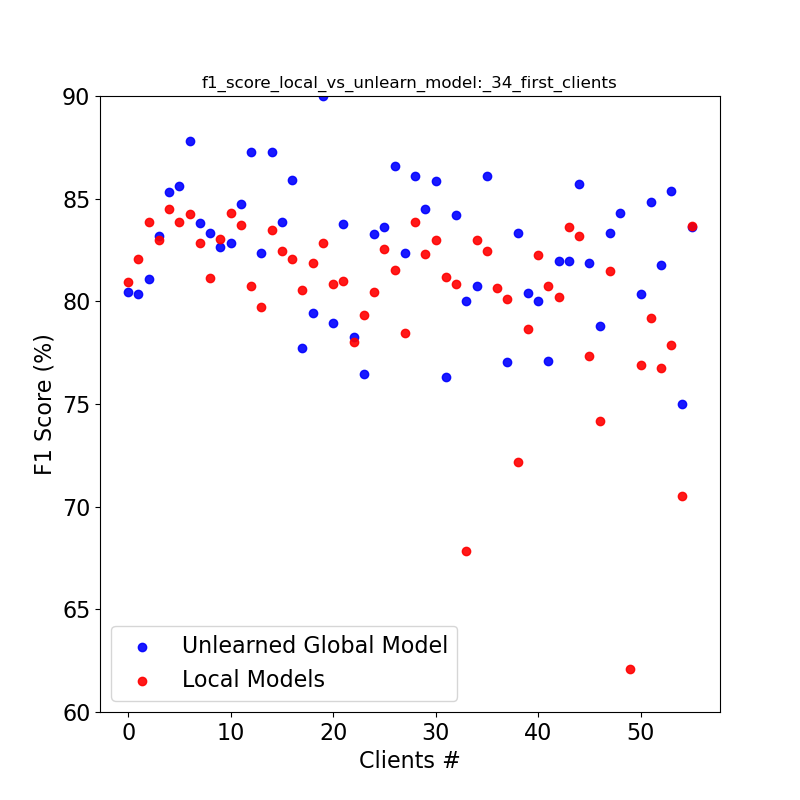 f1_score_local_vs_unlearn_model:_34_first_clients
90
85
80
75
70
65
60
F1 Score (%)
Unlearned Global Model
Local Models
0 10 20 30 40 50
Clients #